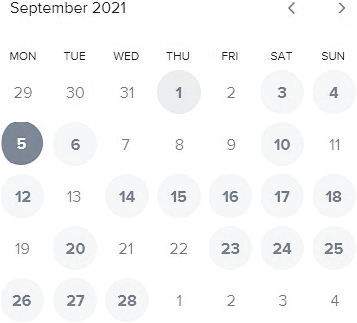 September 2021
MON TUE WED THU FRI SAT SUN
29 30 31 1 2 3 4
5 6 7 8 9 10 11
12 13 14 15 16 17 18
19 20 21 22 23 24 25
26 27 28 1 2 3 4